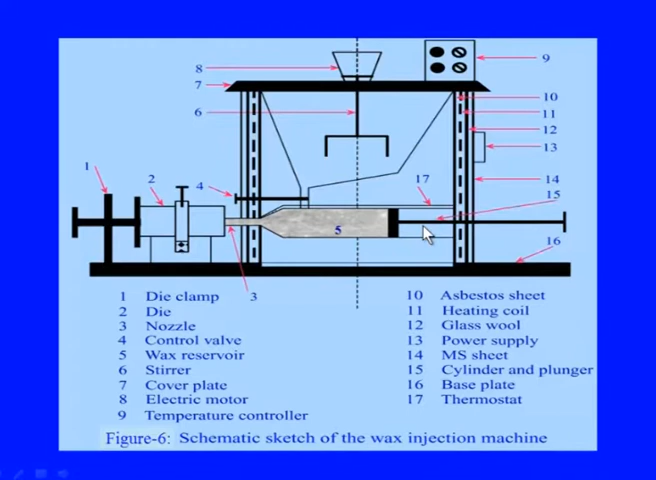 8
9
7
10
6
11
12
13
1
2
4
17
14
15
5
16
3
1 Die clamp
2 Die
3 Nozzle
4 Control valve
5 Wax reservoir
6 Stirrer
7 Cover plate
8 Electric motor
9 Temperature controller
10 Asbestos sheet
11 Heating coil
12 Glass wool
13 Power supply
14 MS sheet
15 Cylinder and plunger
16 Base plate
17 Thermostat
Figure-6: Schematic sketch of the wax injection machine